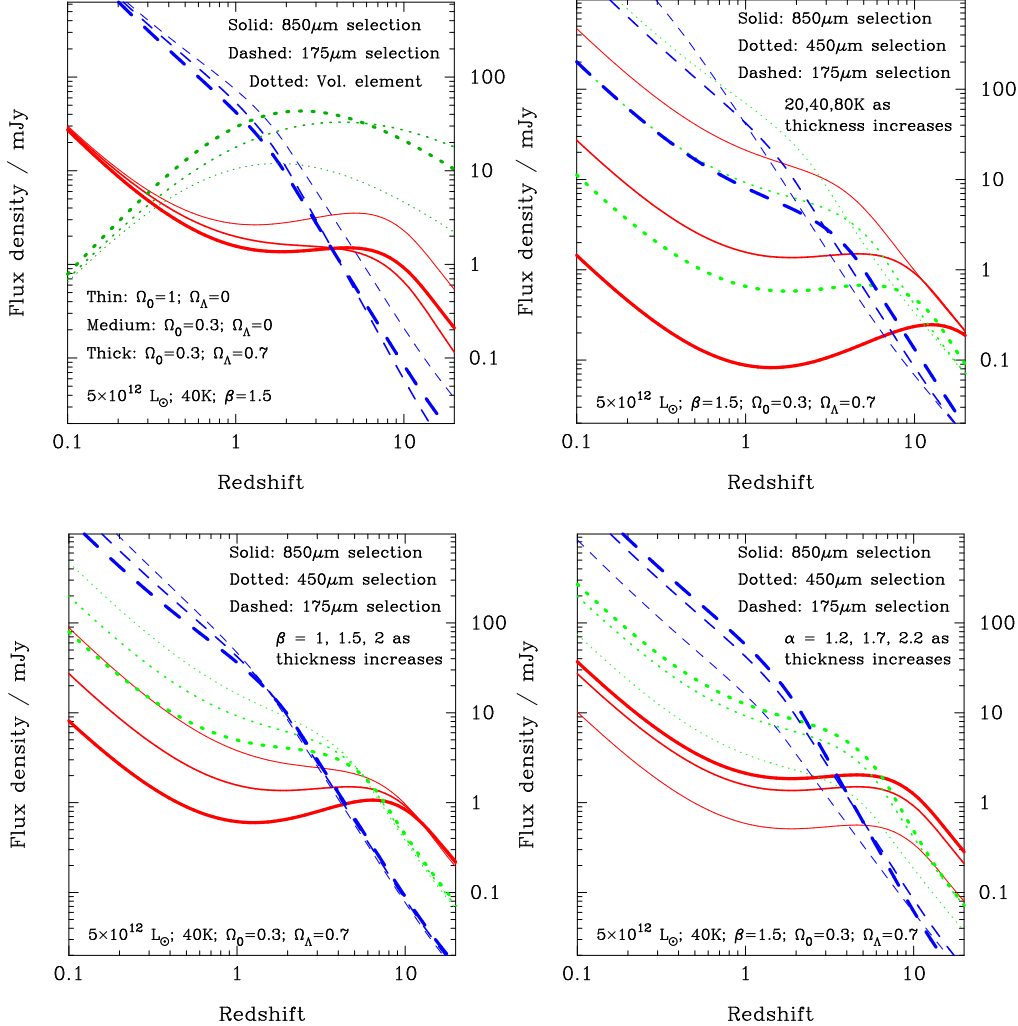 Solid: 850μm selection
Dashed: 175μm selection
Dotted: Vol. element
Thin: Ω0=1; ΩΛ=0
Medium: Ω0=0.3; ΩΛ=0
Thick: Ω0=0.3; ΩΛ=0.7
5×10^12 L⊙; 40K; β=1.5
100
10
1
0.1
0.1 1 10
Redshift
Flux density / mJy
Solid: 850μm selection
Dotted: 450μm selection
Dashed: 175μm selection
20,40,80K as
thickness increases
5×10^12 L⊙; β=1.5; Ω0=0.3; ΩΛ=0.7
100
10
1
0.1
0.1 1 10
Redshift
Flux density / mJy
Solid: 850μm selection
Dotted: 450μm selection
Dashed: 175μm selection
β = 1, 1.5, 2 as
thickness increases
5×10^12 L⊙; 40K; Ω0=0.3; ΩΛ=0.7
100
10
1
0.1
0.1 1 10
Redshift
Flux density / mJy
Solid: 850μm selection
Dotted: 450μm selection
Dashed: 175μm selection
α = 1.2, 1.7, 2.2 as
thickness increases
5×10^12 L⊙; 40K; β=1.5; Ω0=0.3; ΩΛ=0.7
100
10
1
0.1
0.1 1 10
Redshift
Flux density / mJy